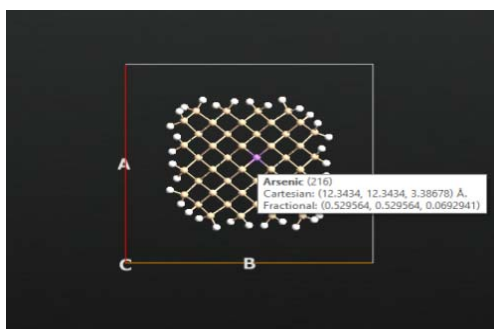 A
Arsenic (216)
Cartesian: (12.3434, 12.3434, 3.38678) Å.
Fractional: (0.529564, 0.529564, 0.0692941)
C
B